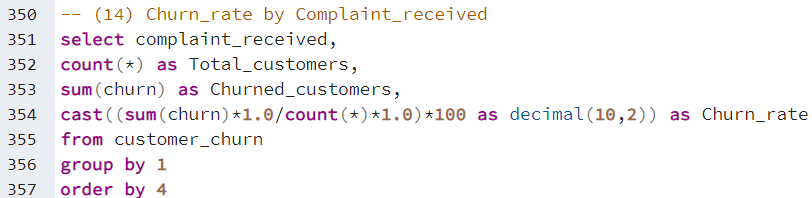 350 -- (14) Churn_rate by Complaint_received
351 select complaint_received,
352 count(*) as Total_customers,
353 sum(churn) as Churned_customers,
354 cast((sum(churn)*1.0/count(*)*1.0)*100 as decimal(10,2)) as Churn_rate
355 from customer_churn
356 group by 1
357 order by 4